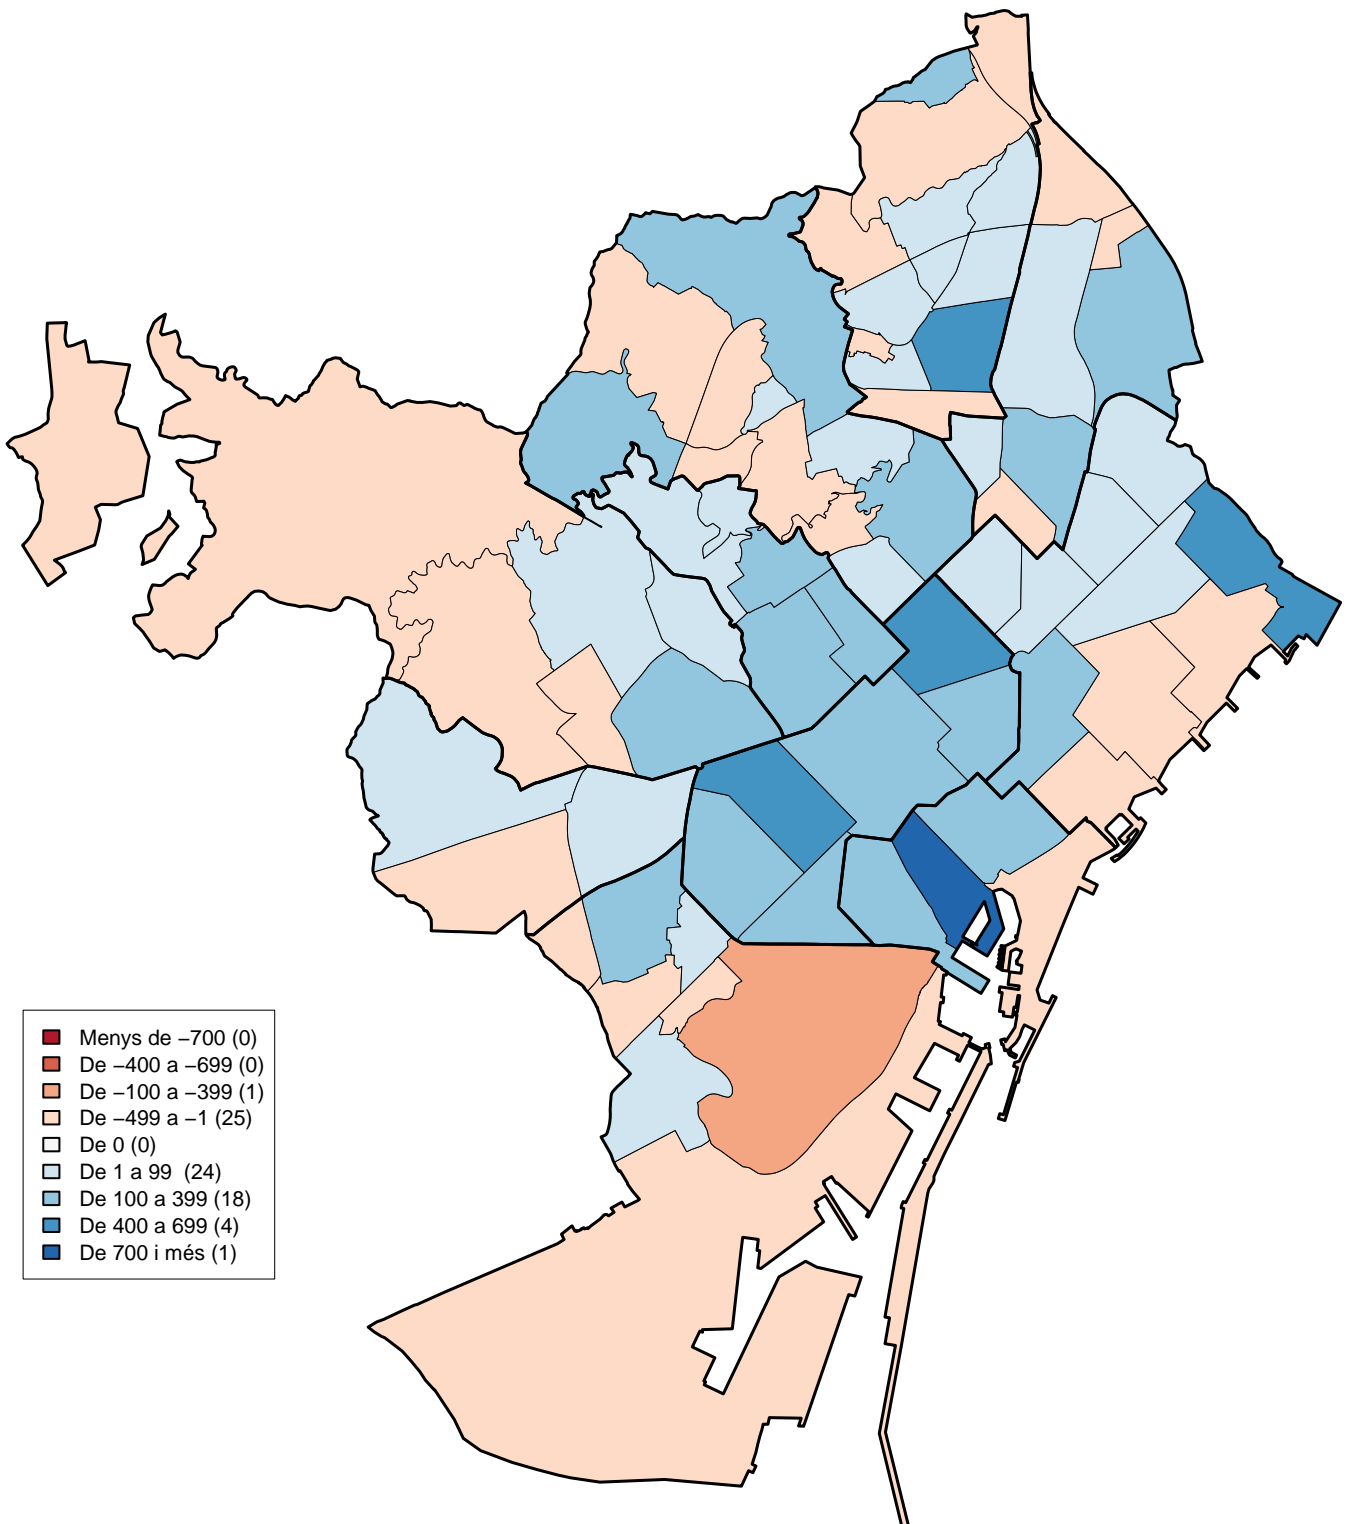 Menys de −700 (0)
De −400 a −699 (0)
De −100 a −399 (1)
De −499 a −1 (25)
De 0 (0)
De 1 a 99  (24)
De 100 a 399 (18)
De 400 a 699 (4)
De 700 i més (1)